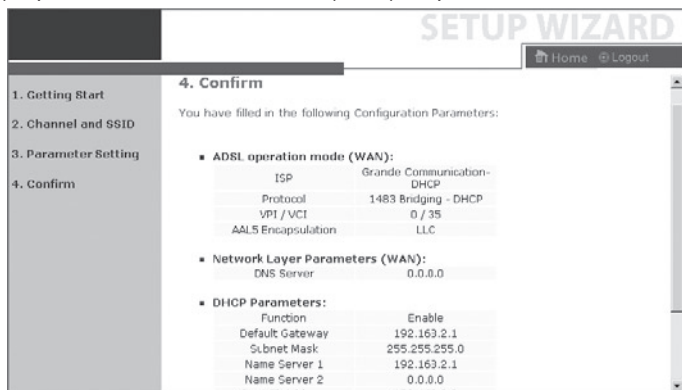 SETUP WIZARD
Home Logout
1. Getting Start
2. Channel and SSID
3. Parameter Setting
4. Confirm
4. Confirm
You have filled in the following Configuration Parameters:
ADSL operation mode (WAN):
ISP Grande Communication-DHCP
Protocol 1483 Bridging - DHCP
VPI / VCI 0 / 35
AAL5 Encapsulation LLC
Network Layer Parameters (WAN):
DNS Server 0.0.0.0
DHCP Parameters:
Function Enable
Default Gateway 192.163.2.1
Subnet Mask 255.255.255.0
Name Server 1 192.163.2.1
Name Server 2 0.0.0.0